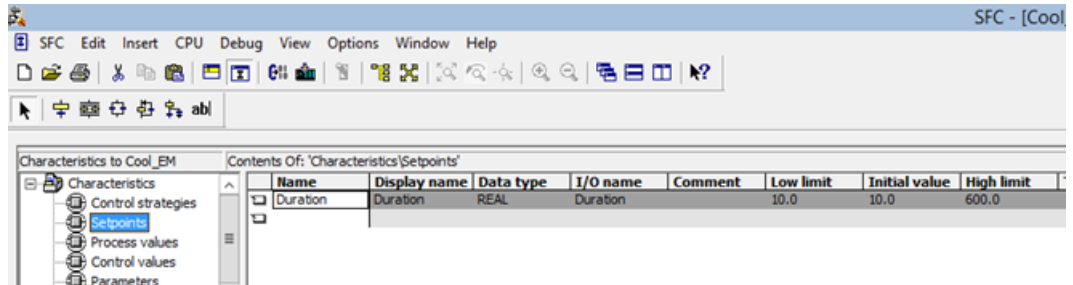 SFC - [Cool_
SFC Edit Insert CPU Debug View Options Window Help
abl
Characteristics to Cool_EM
Contents Of: 'Characteristics\Setpoints'
Characteristics
Control strategies
Setpoints
Process values
Control values
Parameters
Name Display name Data type I/O name Comment Low limit Initial value High limit
Duration Duration REAL Duration 10.0 10.0 600.0